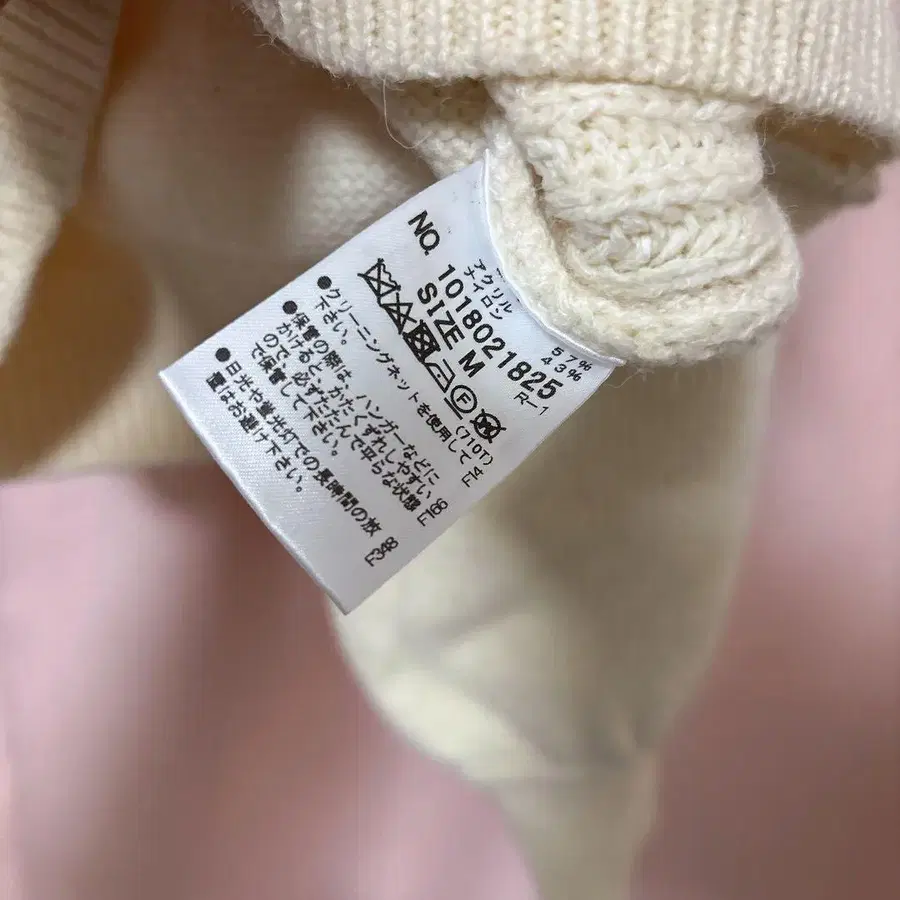 アクリル 57%
ナイロン 43%
NO. 1018021825
SIZE M R-1
(710T)
●クリーニングネットを使用して F14
下さい。
●保管の際は、ハンガーなどに
かけると、かたくずれしやすい F166
ので、必ずたたんで平らな状態
で保管して下さい。
●日光や蛍光灯での長時間の放 F348
置はお避け下さい。